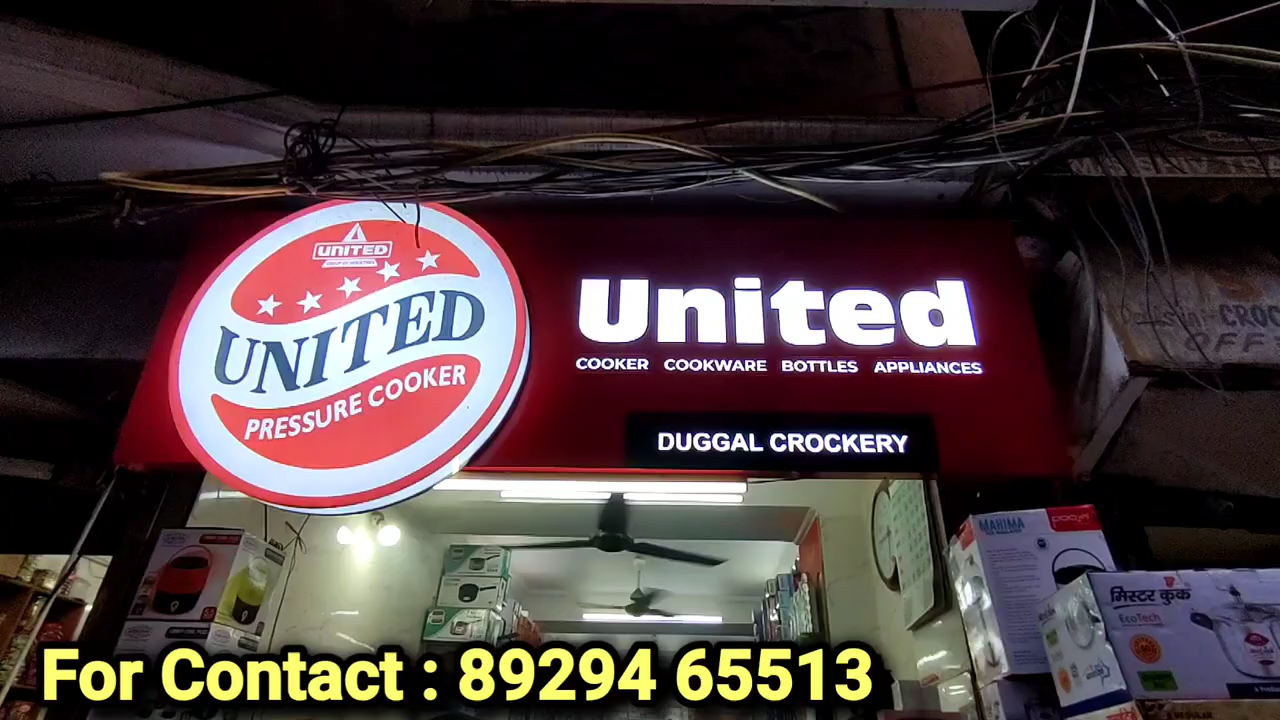 UNITED
UNITED
PRESSURE COOKER
United
COOKER COOKWARE BOTTLES APPLIANCES
DUGGAL CROCKERY
MAHIMA
मिस्टर कुक
EcoTech
For Contact : 89294 65513